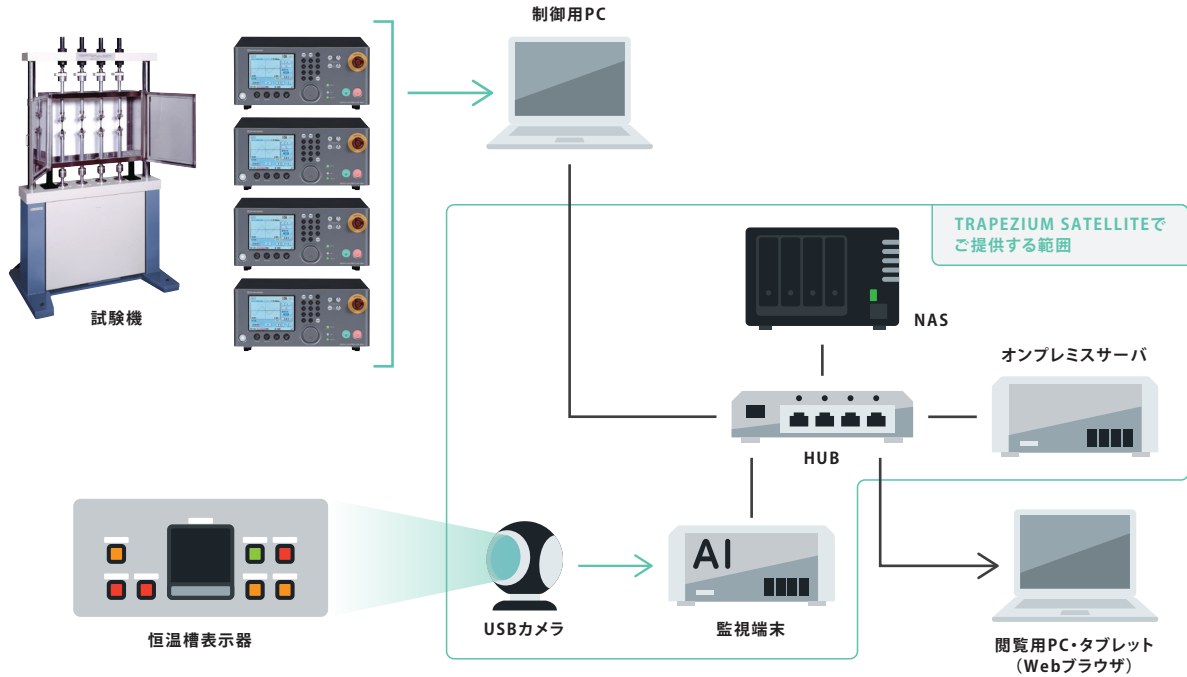 制御用PC
試験機
TRAPEZIUM SATELLITEで
ご提供する範囲
NAS
オンプレミスサーバ
HUB
AI
恒温槽表示器
USBカメラ
監視端末
閲覧用PC・タブレット
（Webブラウザ）